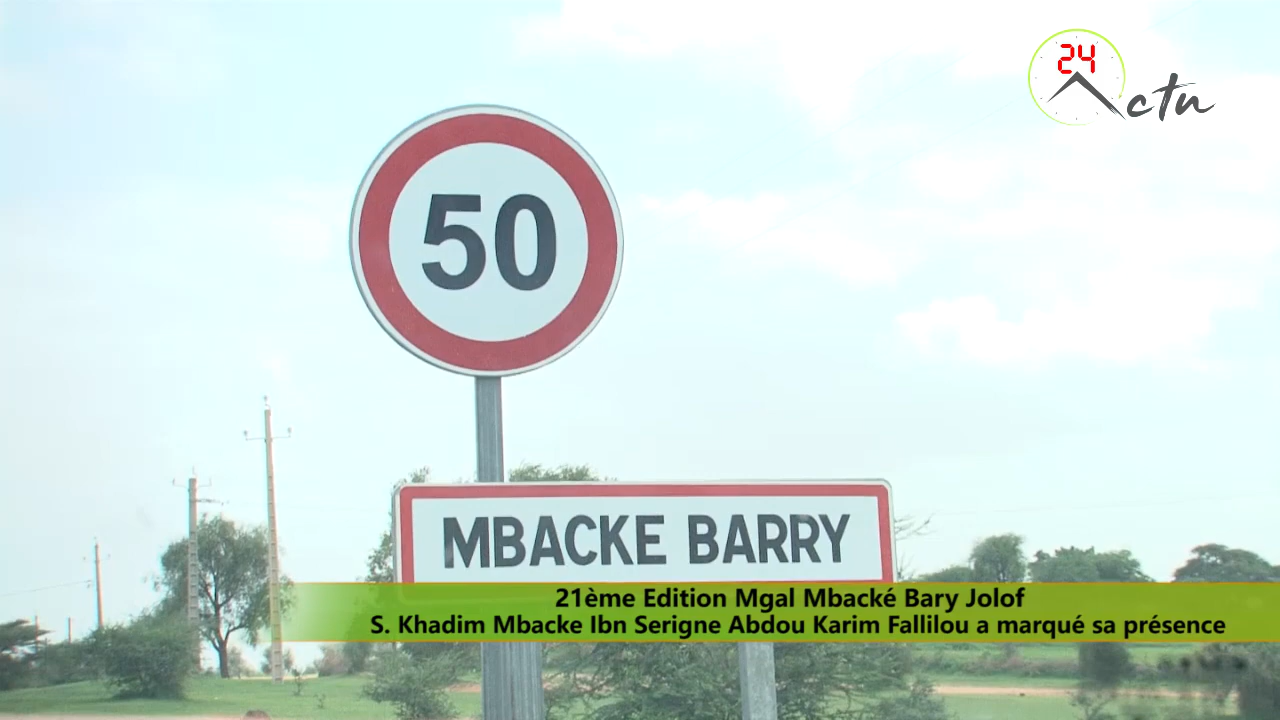 24
Actu
50
MBACKE BARRY
21ème Edition Mgal Mbacké Bary Jolof
S. Khadim Mbacke Ibn Serigne Abdou Karim Fallilou a marqué sa présence